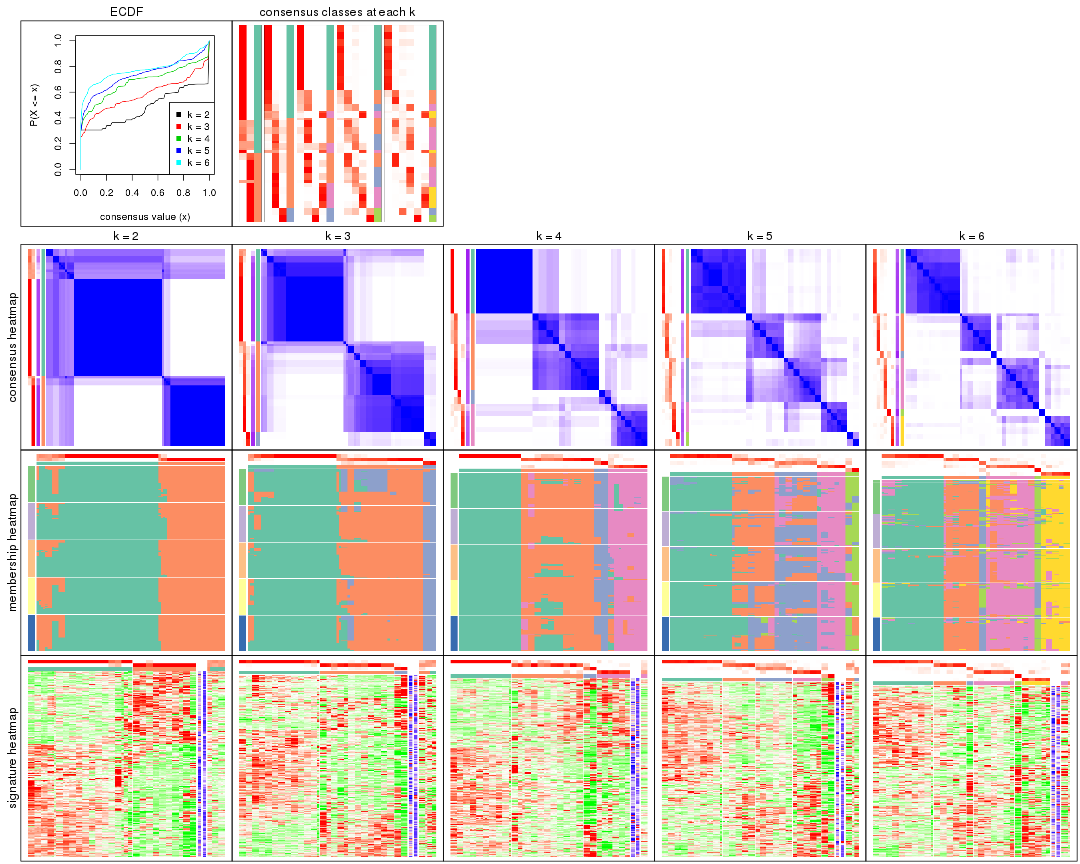 ECDF
consensus classes at each k
P(X <= x)
0.0 0.2 0.4 0.6 0.8 1.0
k = 2
k = 3
k = 4
k = 5
k = 6
0.0 0.2 0.4 0.6 0.8 1.0
consensus value (x)
k = 2
k = 3
k = 4
k = 5
k = 6
consensus heatmap
membership heatmap
signature heatmap